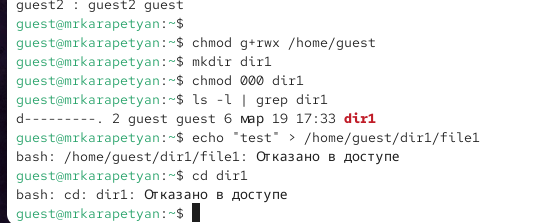 guest2 : guest2 guest
guest@mrkarapetyan:~$
guest@mrkarapetyan:~$ chmod g+rwx /home/guest
guest@mrkarapetyan:~$ mkdir dir1
guest@mrkarapetyan:~$ chmod 000 dir1
guest@mrkarapetyan:~$ ls -l | grep dir1
d---------. 2 guest guest 6 мар 19 17:33 dir1
guest@mrkarapetyan:~$ echo "test" > /home/guest/dir1/file1
bash: /home/guest/dir1/file1: Отказано в доступе
guest@mrkarapetyan:~$ cd dir1
bash: cd: dir1: Отказано в доступе
guest@mrkarapetyan:~$